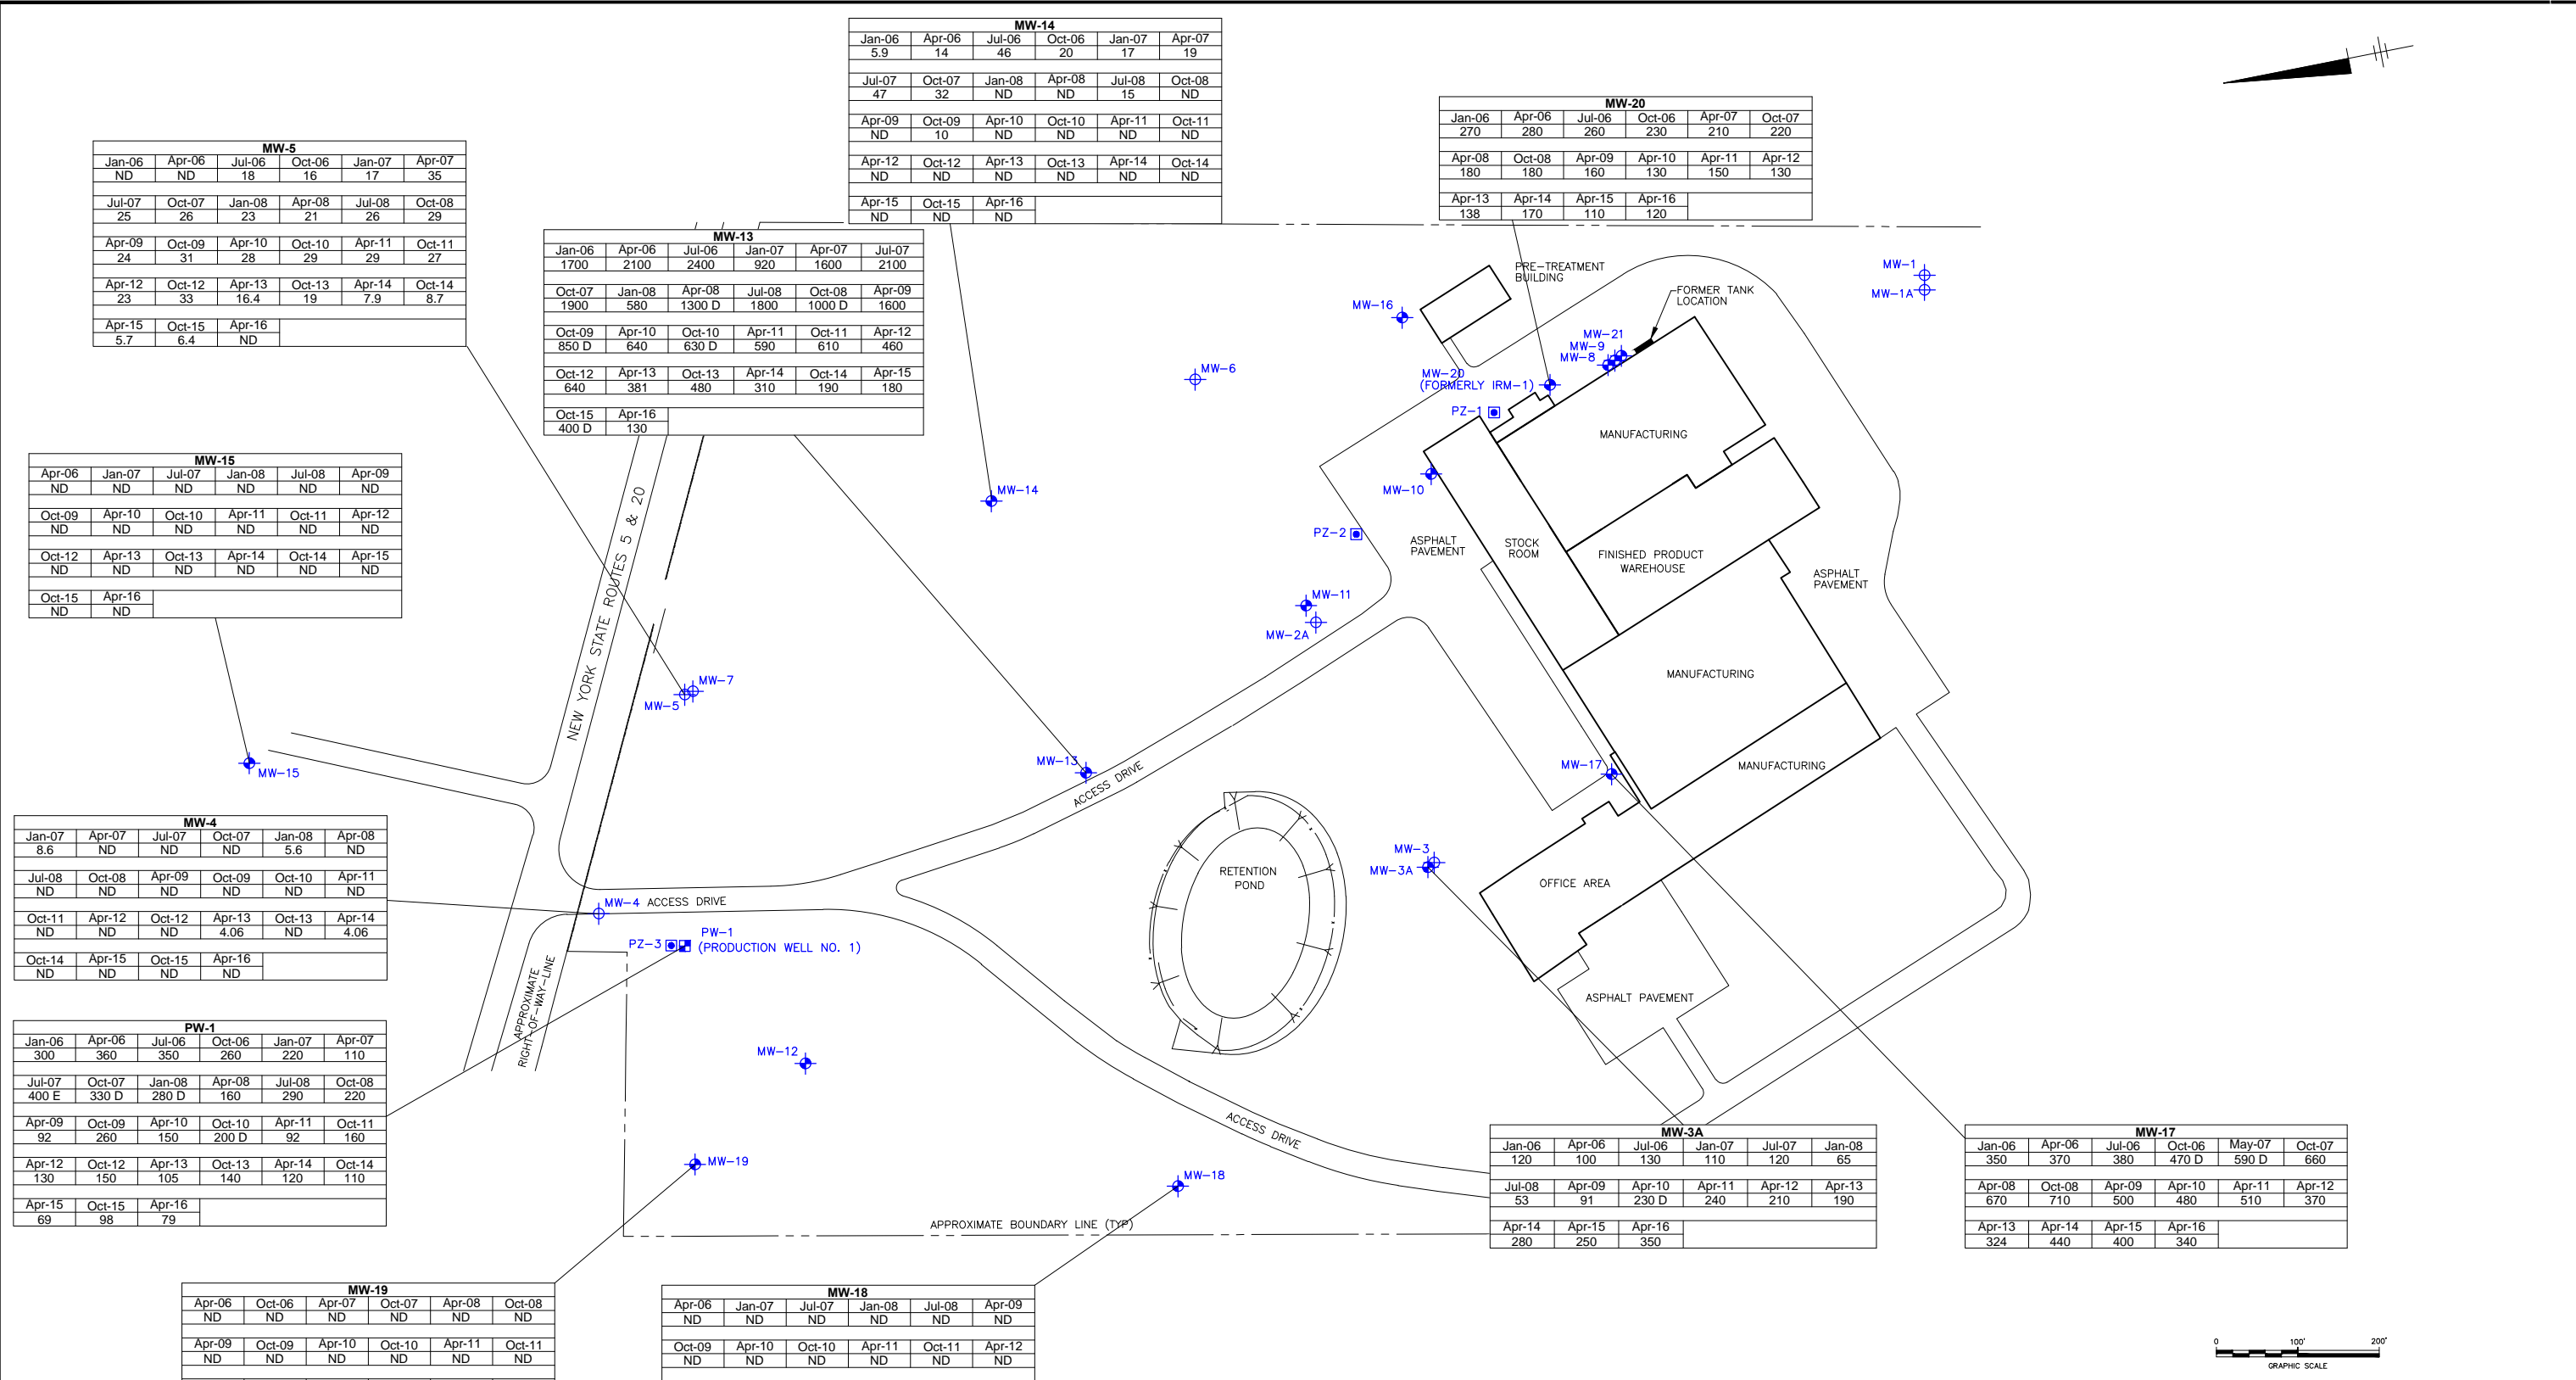 MW-14
Jan-06 Apr-06 Jul-06 Oct-06 Jan-07 Apr-07
5.9 14 46 20 17 19
Jul-07 Oct-07 Jan-08 Apr-08 Jul-08 Oct-08
47 32 ND ND 15 ND
Apr-09 Oct-09 Apr-10 Oct-10 Apr-11 Oct-11
ND 10 ND ND ND ND
Apr-12 Oct-12 Apr-13 Oct-13 Apr-14 Oct-14
ND ND ND ND ND ND
Apr-15 Oct-15 Apr-16
ND ND ND
MW-20
Jan-06 Apr-06 Jul-06 Oct-06 Apr-07 Oct-07
270 280 260 230 210 220
Apr-08 Oct-08 Apr-09 Apr-10 Apr-11 Apr-12
180 180 160 130 150 130
Apr-13 Apr-14 Apr-15 Apr-16
138 170 110 120
MW-5
Jan-06 Apr-06 Jul-06 Oct-06 Jan-07 Apr-07
ND ND 18 16 17 35
Jul-07 Oct-07 Jan-08 Apr-08 Jul-08 Oct-08
25 26 23 21 26 29
Apr-09 Oct-09 Apr-10 Oct-10 Apr-11 Oct-11
24 31 28 29 29 27
Apr-12 Oct-12 Apr-13 Oct-13 Apr-14 Oct-14
23 33 16.4 19 7.9 8.7
Apr-15 Oct-15 Apr-16
5.7 6.4 ND
MW-13
Jan-06 Apr-06 Jul-06 Jan-07 Apr-07 Jul-07
1700 2100 2400 920 1600 2100
Oct-07 Jan-08 Apr-08 Jul-08 Oct-08 Apr-09
1900 580 1300 D 1800 1000 D 1600
Oct-09 Apr-10 Oct-10 Apr-11 Oct-11 Apr-12
850 D 640 630 D 590 610 460
Oct-12 Apr-13 Oct-13 Apr-14 Oct-14 Apr-15
640 381 480 310 190 180
Oct-15 Apr-16
400 D 130
PRE-TREATMENT
BUILDING
MW-1
MW-1A
FORMER TANK
LOCATION
MW-16
MW-21
MW-9
MW-8
MW-6
MW-20
(FORMERLY IRM-1)
PZ-1
MANUFACTURING
MW-15
Apr-06 Jan-07 Jul-07 Jan-08 Jul-08 Apr-09
ND ND ND ND ND ND
Oct-09 Apr-10 Oct-10 Apr-11 Oct-11 Apr-12
ND ND ND ND ND ND
Oct-12 Apr-13 Oct-13 Apr-14 Oct-14 Apr-15
ND ND ND ND ND ND
Oct-15 Apr-16
ND ND
MW-14
MW-10
PZ-2
ASPHALT
PAVEMENT
STOCK
ROOM
FINISHED PRODUCT
WAREHOUSE
ASPHALT
PAVEMENT
NEW YORK STATE ROUTES 5 & 20
MW-11
MW-2A
MW-7
MW-5
MANUFACTURING
MW-15
MW-13
ACCESS DRIVE
MW-17
MANUFACTURING
MW-4
Jan-07 Apr-07 Jul-07 Oct-07 Jan-08 Apr-08
8.6 ND ND ND 5.6 ND
Jul-08 Oct-08 Apr-09 Oct-09 Oct-10 Apr-11
ND ND ND ND ND ND
Oct-11 Apr-12 Oct-12 Apr-13 Oct-13 Apr-14
ND ND ND 4.06 ND 4.06
Oct-14 Apr-15 Oct-15 Apr-16
ND ND ND ND
RETENTION
POND
MW-3
MW-3A
OFFICE AREA
MW-4 ACCESS DRIVE
PZ-3
PW-1
(PRODUCTION WELL NO. 1)
APPROXIMATE
RIGHT-OF-WAY-LINE
ASPHALT PAVEMENT
PW-1
Jan-06 Apr-06 Jul-06 Oct-06 Jan-07 Apr-07
300 360 350 260 220 110
Jul-07 Oct-07 Jan-08 Apr-08 Jul-08 Oct-08
400 E 330 D 280 D 160 290 220
Apr-09 Oct-09 Apr-10 Oct-10 Apr-11 Oct-11
92 260 150 200 D 92 160
Apr-12 Oct-12 Apr-13 Oct-13 Apr-14 Oct-14
130 150 105 140 120 110
Apr-15 Oct-15 Apr-16
69 98 79
MW-12
ACCESS DRIVE
MW-19
MW-18
APPROXIMATE BOUNDARY LINE (TYP)
MW-3A
Jan-06 Apr-06 Jul-06 Jan-07 Jul-07 Jan-08
120 100 130 110 120 65
Jul-08 Apr-09 Apr-10 Apr-11 Apr-12 Apr-13
53 91 230 D 240 210 190
Apr-14 Apr-15 Apr-16
280 250 350
MW-17
Jan-06 Apr-06 Jul-06 Oct-06 May-07 Oct-07
350 370 380 470 D 590 D 660
Apr-08 Oct-08 Apr-09 Apr-10 Apr-11 Apr-12
670 710 500 480 510 370
Apr-13 Apr-14 Apr-15 Apr-16
324 440 400 340
MW-19
Apr-06 Oct-06 Apr-07 Oct-07 Apr-08 Oct-08
ND ND ND ND ND ND
Apr-09 Oct-09 Apr-10 Oct-10 Apr-11 Oct-11
ND ND ND ND ND ND
MW-18
Apr-06 Jan-07 Jul-07 Jan-08 Jul-08 Apr-09
ND ND ND ND ND ND
Oct-09 Apr-10 Oct-10 Apr-11 Oct-11 Apr-12
ND ND ND ND ND ND
0 100' 200'
GRAPHIC SCALE